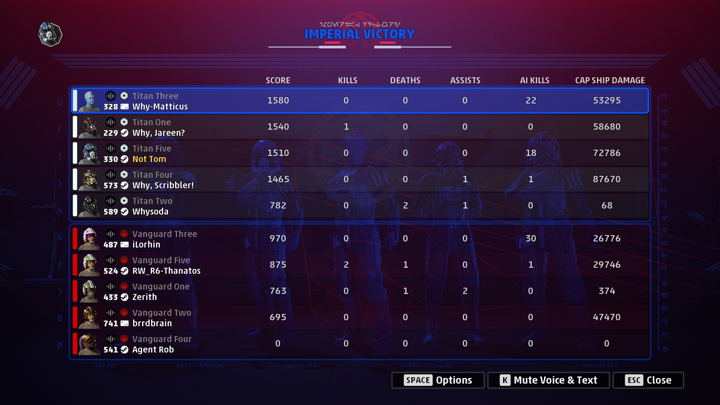 IMPERIAL VICTORY
SCORE KILLS DEATHS ASSISTS AI KILLS CAP SHIP DAMAGE
Titan Three
328 Why-Matticus 1580 0 0 0 22 53295
Titan One
229 Why, Jareen? 1540 1 0 0 0 58680
Titan Five
330 Not Tom 1510 0 0 0 18 72786
Titan Four
573 Why, Scribbler! 1465 0 0 1 1 87670
Titan Two
589 Whysoda 782 0 2 1 0 68
Vanguard Three
487 iLorhin 970 0 0 0 30 26776
Vanguard Five
524 RW_R6-Thanatos 875 2 1 0 1 29746
Vanguard One
433 Zerith 763 0 1 2 0 374
Vanguard Two
741 brrdbrain 695 0 0 0 0 47470
Vanguard Four
541 Agent Rob 0 0 0 0 0 0
SPACE Options K Mute Voice & Text ESC Close